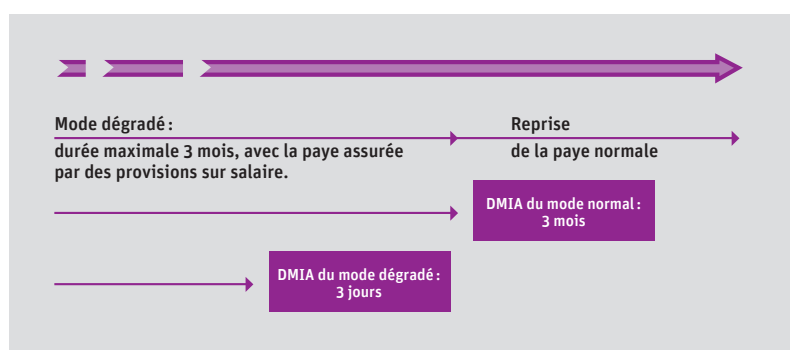 Mode dégradé :
durée maximale 3 mois, avec la paye assurée
par des provisions sur salaire.
Reprise
de la paye normale
DMIA du mode normal :
3 mois
DMIA du mode dégradé :
3 jours